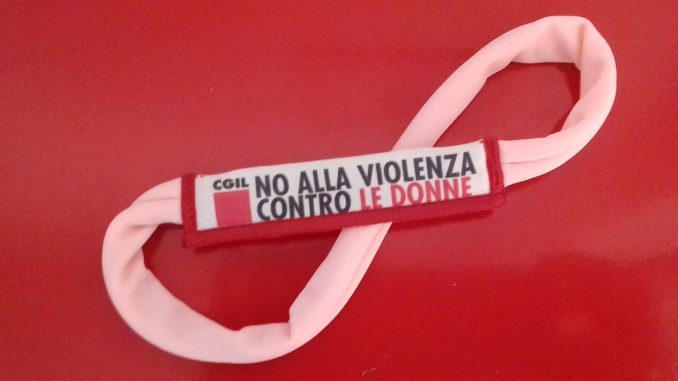 CGIL
NO ALLA VIOLENZA
CONTRO LE DONNE